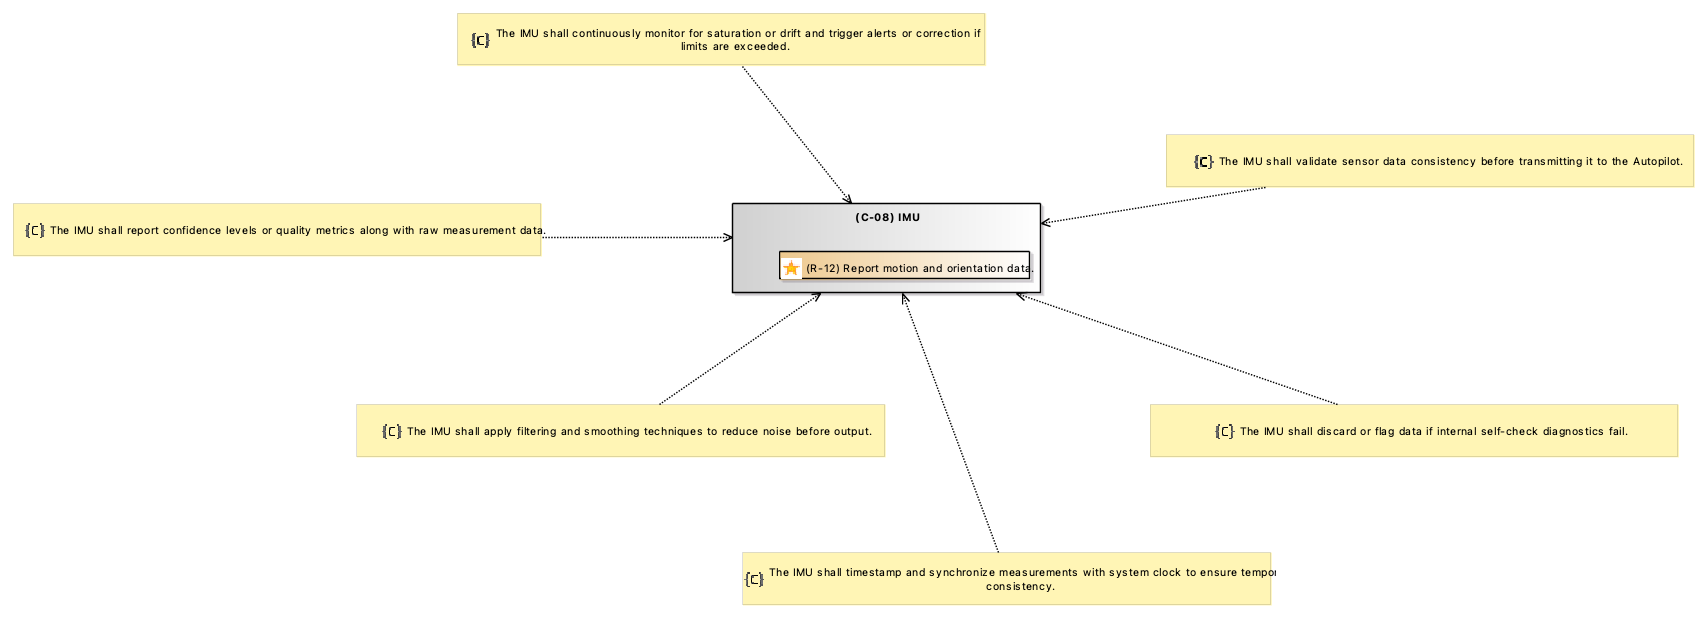 {C} The IMU shall continuously monitor for saturation or drift and trigger alerts or correction if
limits are exceeded.
{C} The IMU shall validate sensor data consistency before transmitting it to the Autopilot.
{C} The IMU shall report confidence levels or quality metrics along with raw measurement data.
(C-08) IMU
(R-12) Report motion and orientation data.
{C} The IMU shall apply filtering and smoothing techniques to reduce noise before output.
{C} The IMU shall discard or flag data if internal self-check diagnostics fail.
{C} The IMU shall timestamp and synchronize measurements with system clock to ensure tempor
consistency.